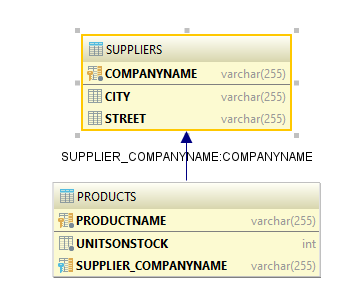 SUPPLIERS
COMPANYNAME varchar(255)
CITY varchar(255)
STREET varchar(255)
SUPPLIER_COMPANYNAME:COMPANYNAME
PRODUCTS
PRODUCTNAME varchar(255)
UNITSONSTOCK int
SUPPLIER_COMPANYNAME varchar(255)